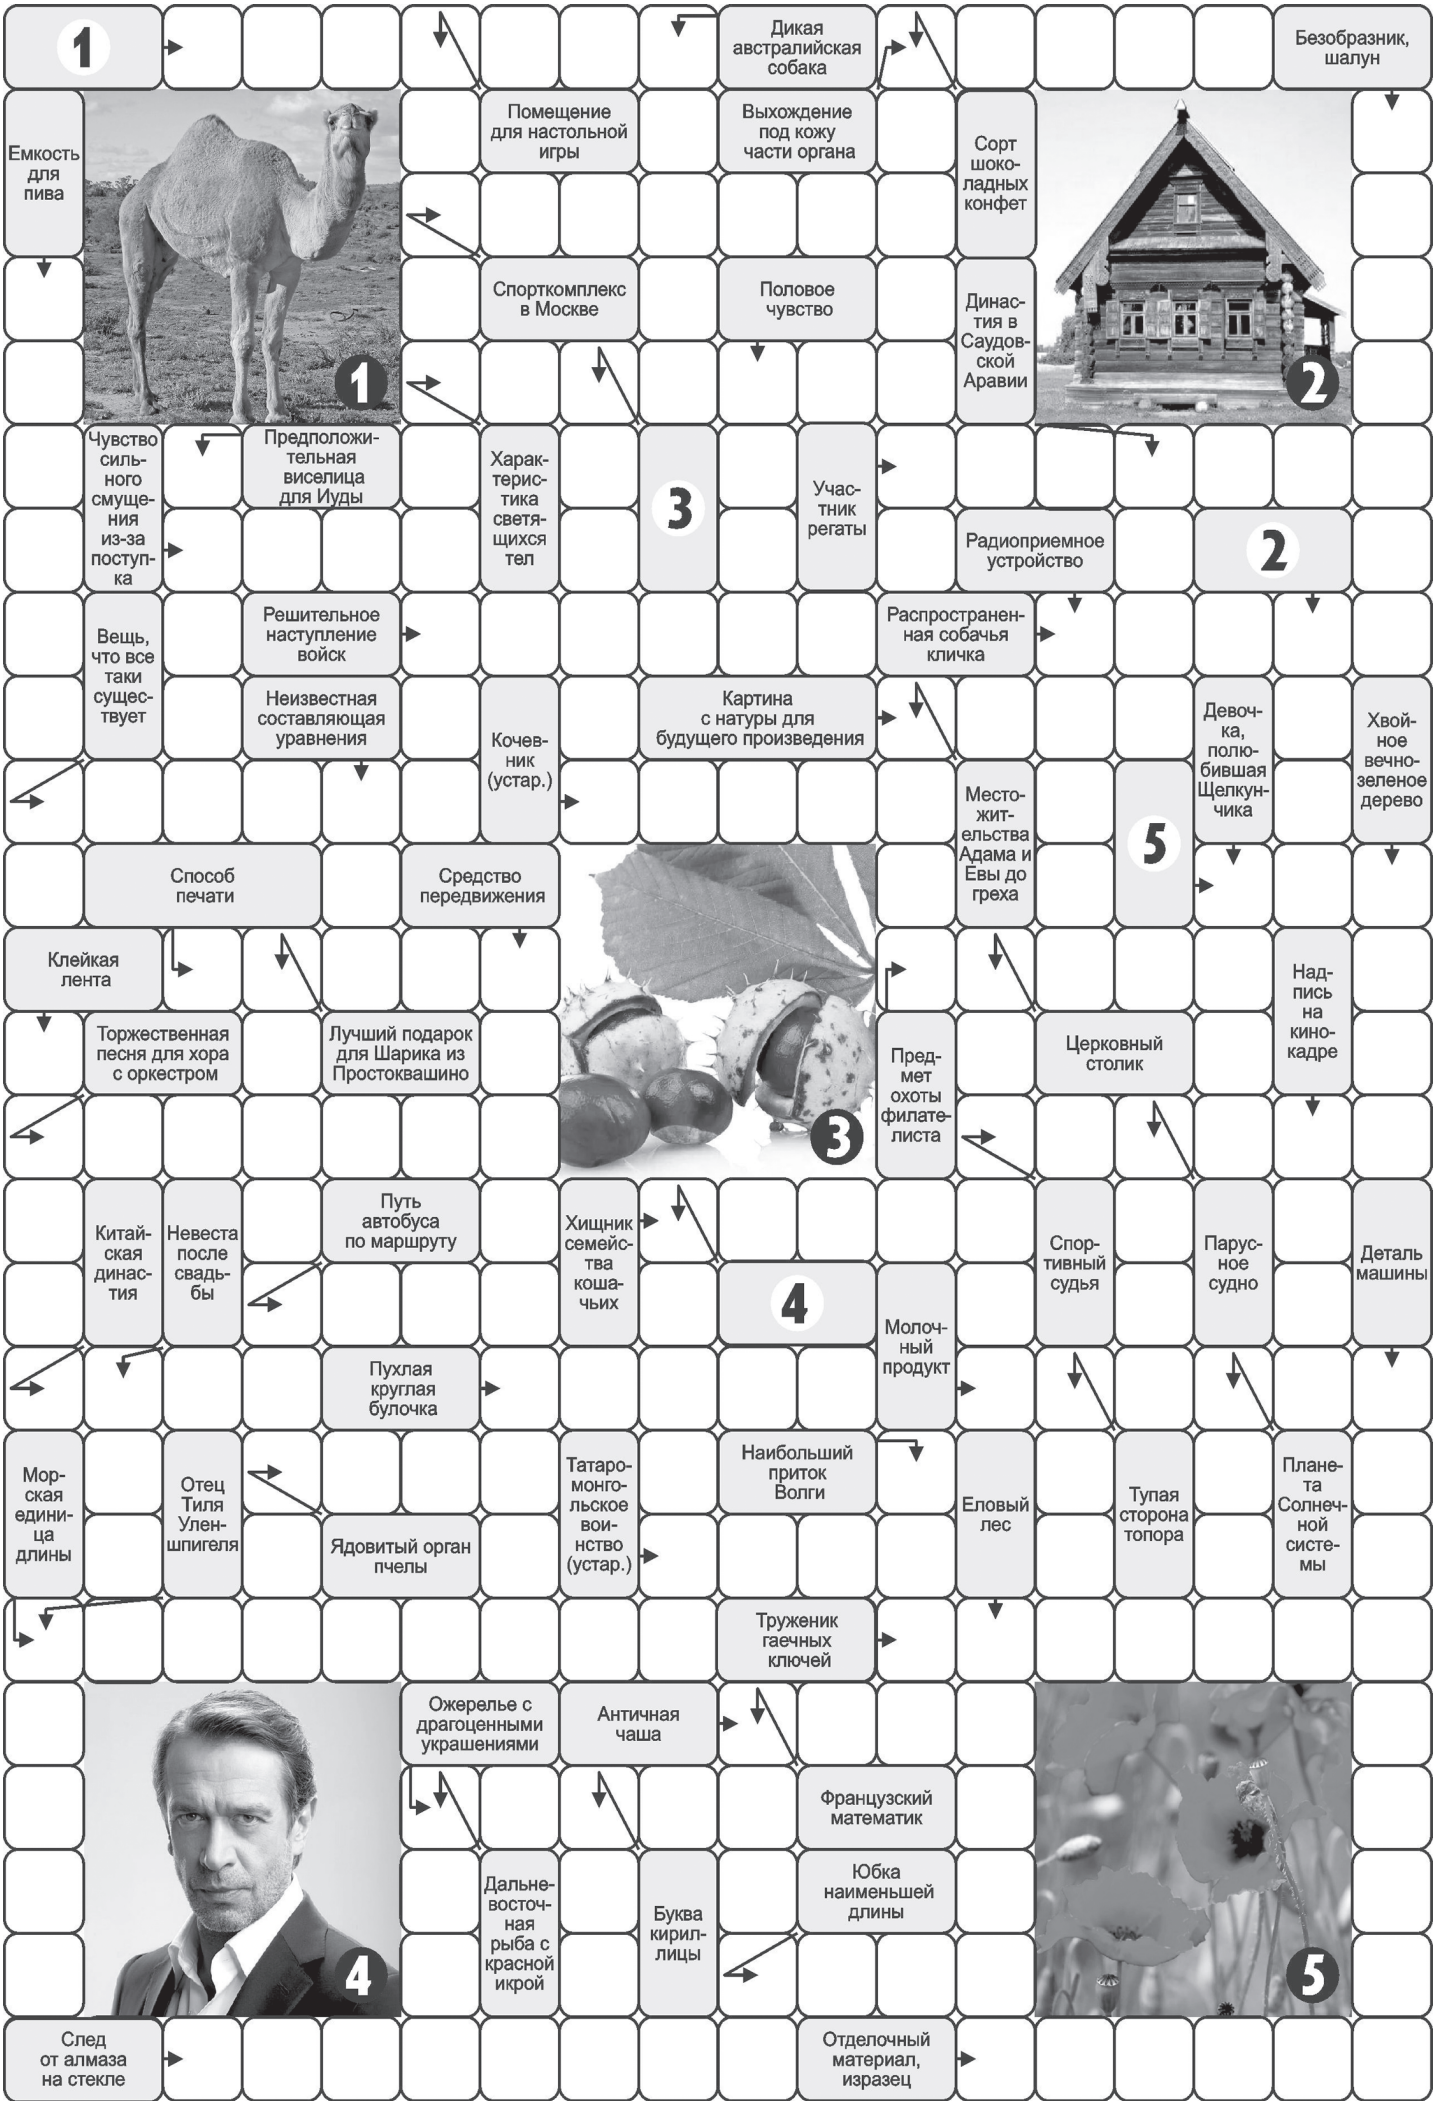 1
Дикая
австралийская
собака
Безобразник,
шалун
Емкость
для
пива
Помещение
для настольной
игры
Выхождение
под кожу
части органа
Сорт
шоко-
ладных
конфет
Спорткомплекс
в Москве
Половое
чувство
Динас-
тия в
Саудов-
ской
Аравии
1
2
Чувство
силь-
ного
смуще-
ния
из-за
поступ-
ка
Предположи-
тельная
виселица
для Иуды
Харак-
терис-
тика
светя-
щихся
тел
3
Учас-
тник
регаты
Радиоприемное
устройство
2
Вещь,
что все
таки
сущес-
твует
Решительное
наступление
войск
Распространен-
ная собачья
кличка
Неизвестная
составляющая
уравнения
Кочев-
ник
(устар.)
Картина
с натуры для
будущего произведения
Девоч-
ка,
полю-
бившая
Щелкун-
чика
Хвой-
ное
вечно-
зеленое
дерево
Место-
жит-
ельства
Адама и
Евы до
греха
5
Способ
печати
Средство
передвижения
Клейкая
лента
Над-
пись
на
кино-
кадре
Торжественная
песня для хора
с оркестром
Лучший подарок
для Шарика из
Простоквашино
Пред-
мет
охоты
филате-
листа
Церковный
столик
3
Китай-
ская
динас-
тия
Невеста
после
свадь-
бы
Путь
автобуса
по маршруту
Хищник
семейс-
тва
коша-
чьих
4
Спор-
тивный
судья
Парус-
ное
судно
Деталь
машины
Молоч-
ный
продукт
Пухлая
круглая
булочка
Мор-
ская
едини-
ца
длины
Отец
Тиля
Улен-
шпигеля
Ядовитый орган
пчелы
Татаро-
монго-
льское
вои-
нство
(устар.)
Наибольший
приток
Волги
Еловый
лес
Тупая
сторона
топора
Плане-
та
Солнеч-
ной
систе-
мы
Труженик
гаечных
ключей
Ожерелье с
драгоценными
украшениями
Античная
чаша
Французский
математик
Дальне-
восточ-
ная
рыба с
красной
икрой
Буква
кирил-
лицы
Юбка
наименьшей
длины
4
5
След
от алмаза
на стекле
Отделочный
материал,
изразец